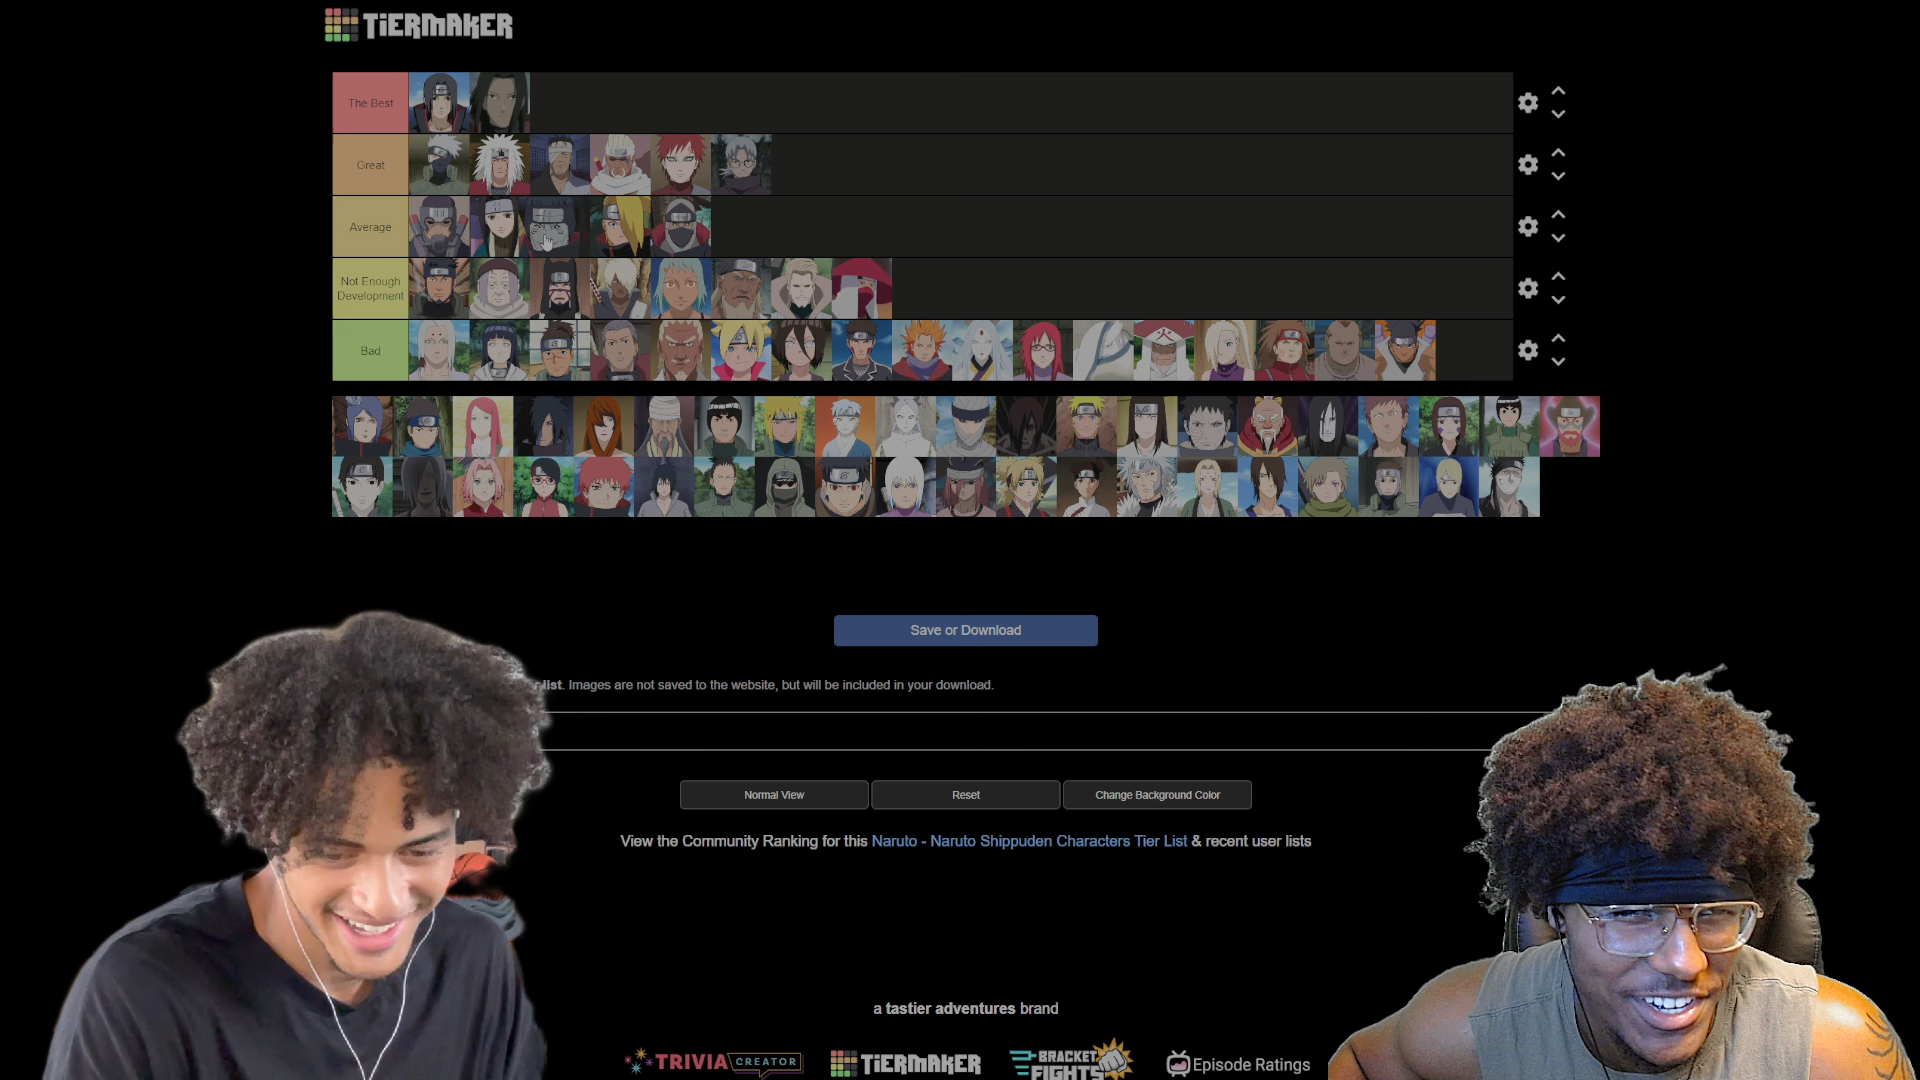 TiERMAKER
The Best
Great
Average
Not Enough
Development
Bad
Save or Download
list. Images are not saved to the website, but will be included in your download.
Normal View
Reset
Change Background Color
View the Community Ranking for this Naruto - Naruto Shippuden Characters Tier List & recent user lists
a tastier adventures brand
TRIVIA CREATOR
TiERMAKER
BRACKET FIGHTS
Episode Ratings